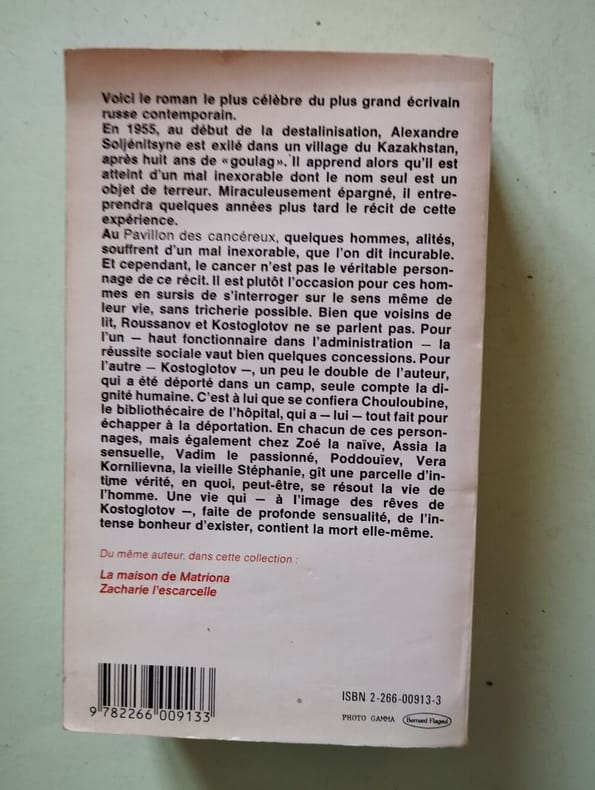 Voici le roman le plus célèbre du plus grand écrivain
russe contemporain.
En 1955, au début de la destalinisation, Alexandre
Soljénitsyne est exilé dans un village du Kazakhstan,
après huit ans de «goulag». Il apprend alors qu'il est
atteint d'un mal inexorable dont le nom seul est un
objet de terreur. Miraculeusement épargné, il entre-
prendra quelques années plus tard le récit de cette
expérience.
Au Pavillon des cancéreux, quelques hommes, alités,
souffrent d'un mal inexorable, que l'on dit incurable.
Et cependant, le cancer n'est pas le véritable person-
nage de ce récit. Il est plutôt l'occasion pour ces hom-
mes en sursis de s'interroger sur le sens même de
leur vie, sans tricherie possible. Bien que voisins de
lit, Roussanov et Kostoglotov ne se parlent pas. Pour
l'un — haut fonctionnaire dans l'administration — la
réussite sociale vaut bien quelques concessions. Pour
l'autre — Kostoglotov —, un peu le double de l'auteur,
qui a été déporté dans un camp, seule compte la di-
gnité humaine. C'est à lui que se confiera Chouloubine,
le bibliothécaire de l'hôpital, qui a — lui — tout fait pour
échapper à la déportation. En chacun de ces person-
nages, mais également chez Zoé la naïve, Assia la
sensuelle, Vadim le passionné, Poddouïev, Vera
Kornilievna, la vieille Stéphanie, gît une parcelle d'in-
time vérité, en quoi, peut-être, se résout la vie de
l'homme. Une vie qui — à l'image des rêves de
Kostoglotov —, faite de profonde sensualité, de l'in-
tense bonheur d'exister, contient la mort elle-même.
Du même auteur, dans cette collection :
La maison de Matriona
Zacharie l'escarcelle
9 782266 009133
ISBN 2-266-00913-3
PHOTO GAMMA Bernard Flageul